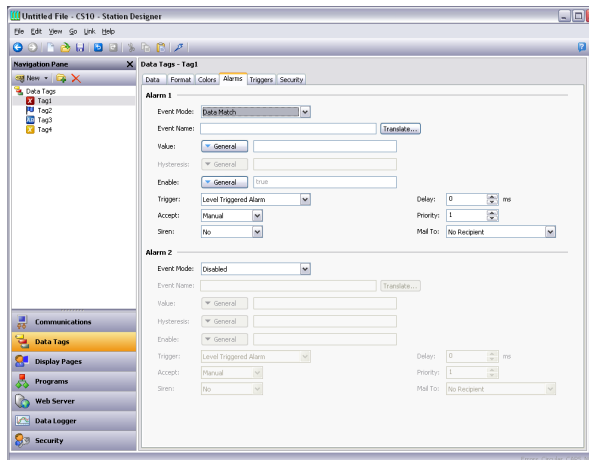 Untitled File - CS10 - Station Designer
File Edit View Go Link Help
Navigation Pane
Data Tags - Tag1
New
Data Tags
Tag1
Tag2
Tag3
Tag4
Data Format Colors Alarms Triggers Security
Alarm 1
Event Mode: Data Match
Event Name: Translate...
Value: General
Hysteresis: General
Enable: General true
Trigger: Level Triggered Alarm Delay: 0 ms
Accept: Manual Priority: 1
Siren: No Mail To: No Recipient
Alarm 2
Event Mode: Disabled
Event Name: Translate...
Value: General
Hysteresis: General
Enable: General
Trigger: Level Triggered Alarm Delay: 0 ms
Accept: Manual Priority: 1
Siren: No Mail To: No Recipient
Communications
Data Tags
Display Pages
Programs
Web Server
Data Logger
Security